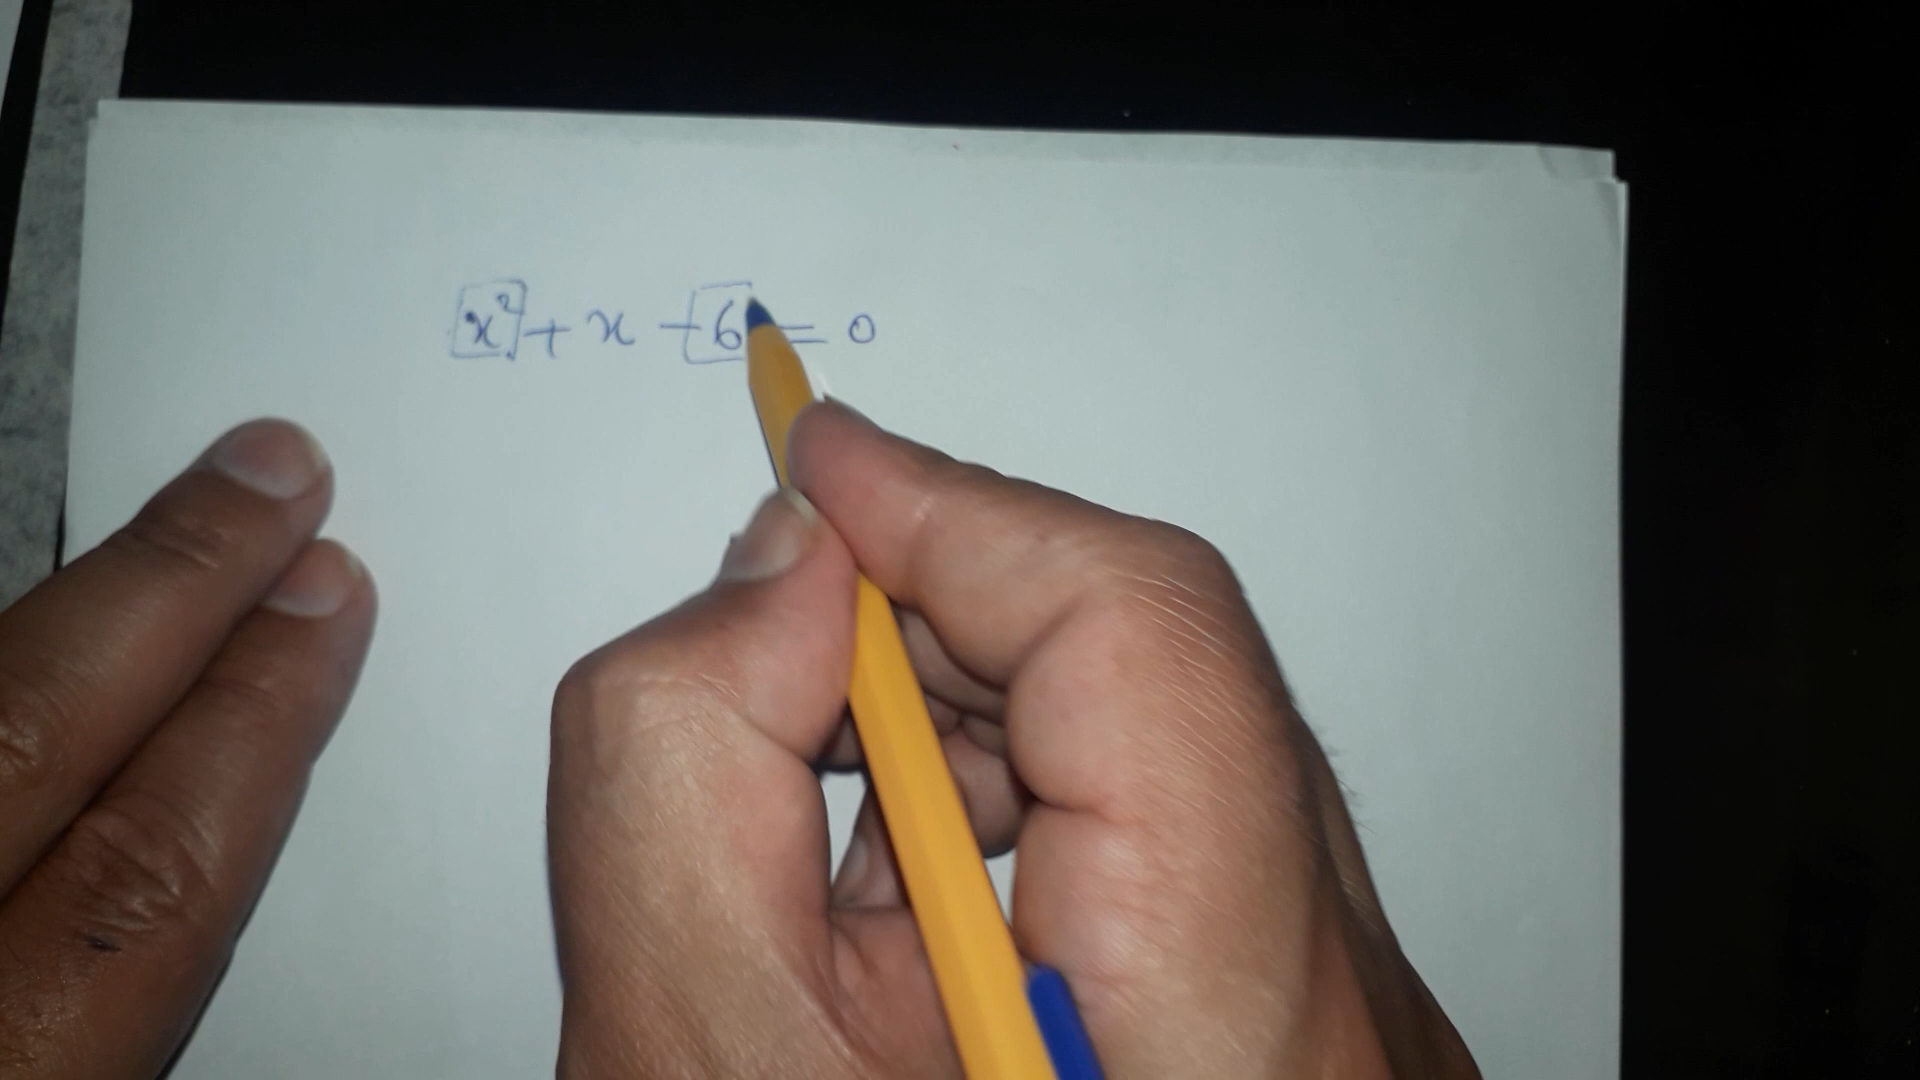 x² + x - 6 = 0